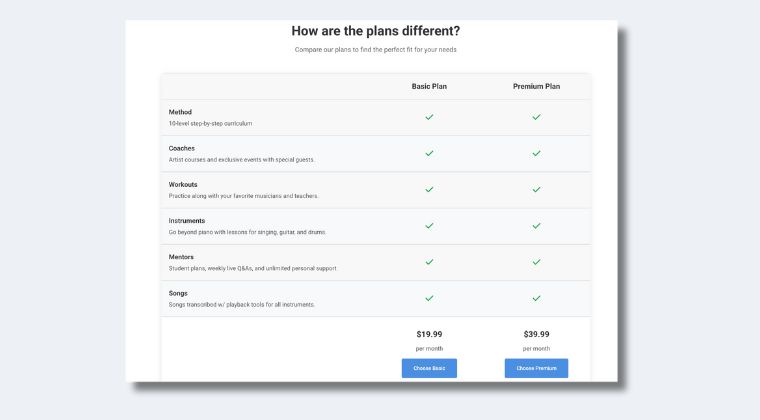 How are the plans different?
Compare our plans to find the perfect fit for your needs
Basic Plan Premium Plan
Method
10-level step-by-step curriculum
Coaches
Artist courses and exclusive events with special guests.
Workouts
Practice along with your favorite musicians and teachers.
Instruments
Go beyond piano with lessons for singing, guitar, and drums.
Mentors
Student plans, weekly live Q&As, and unlimited personal support.
Songs
Songs transcribed w/ playback tools for all instruments.
$19.99 $39.99
per month per month
Choose Basic Choose Premium